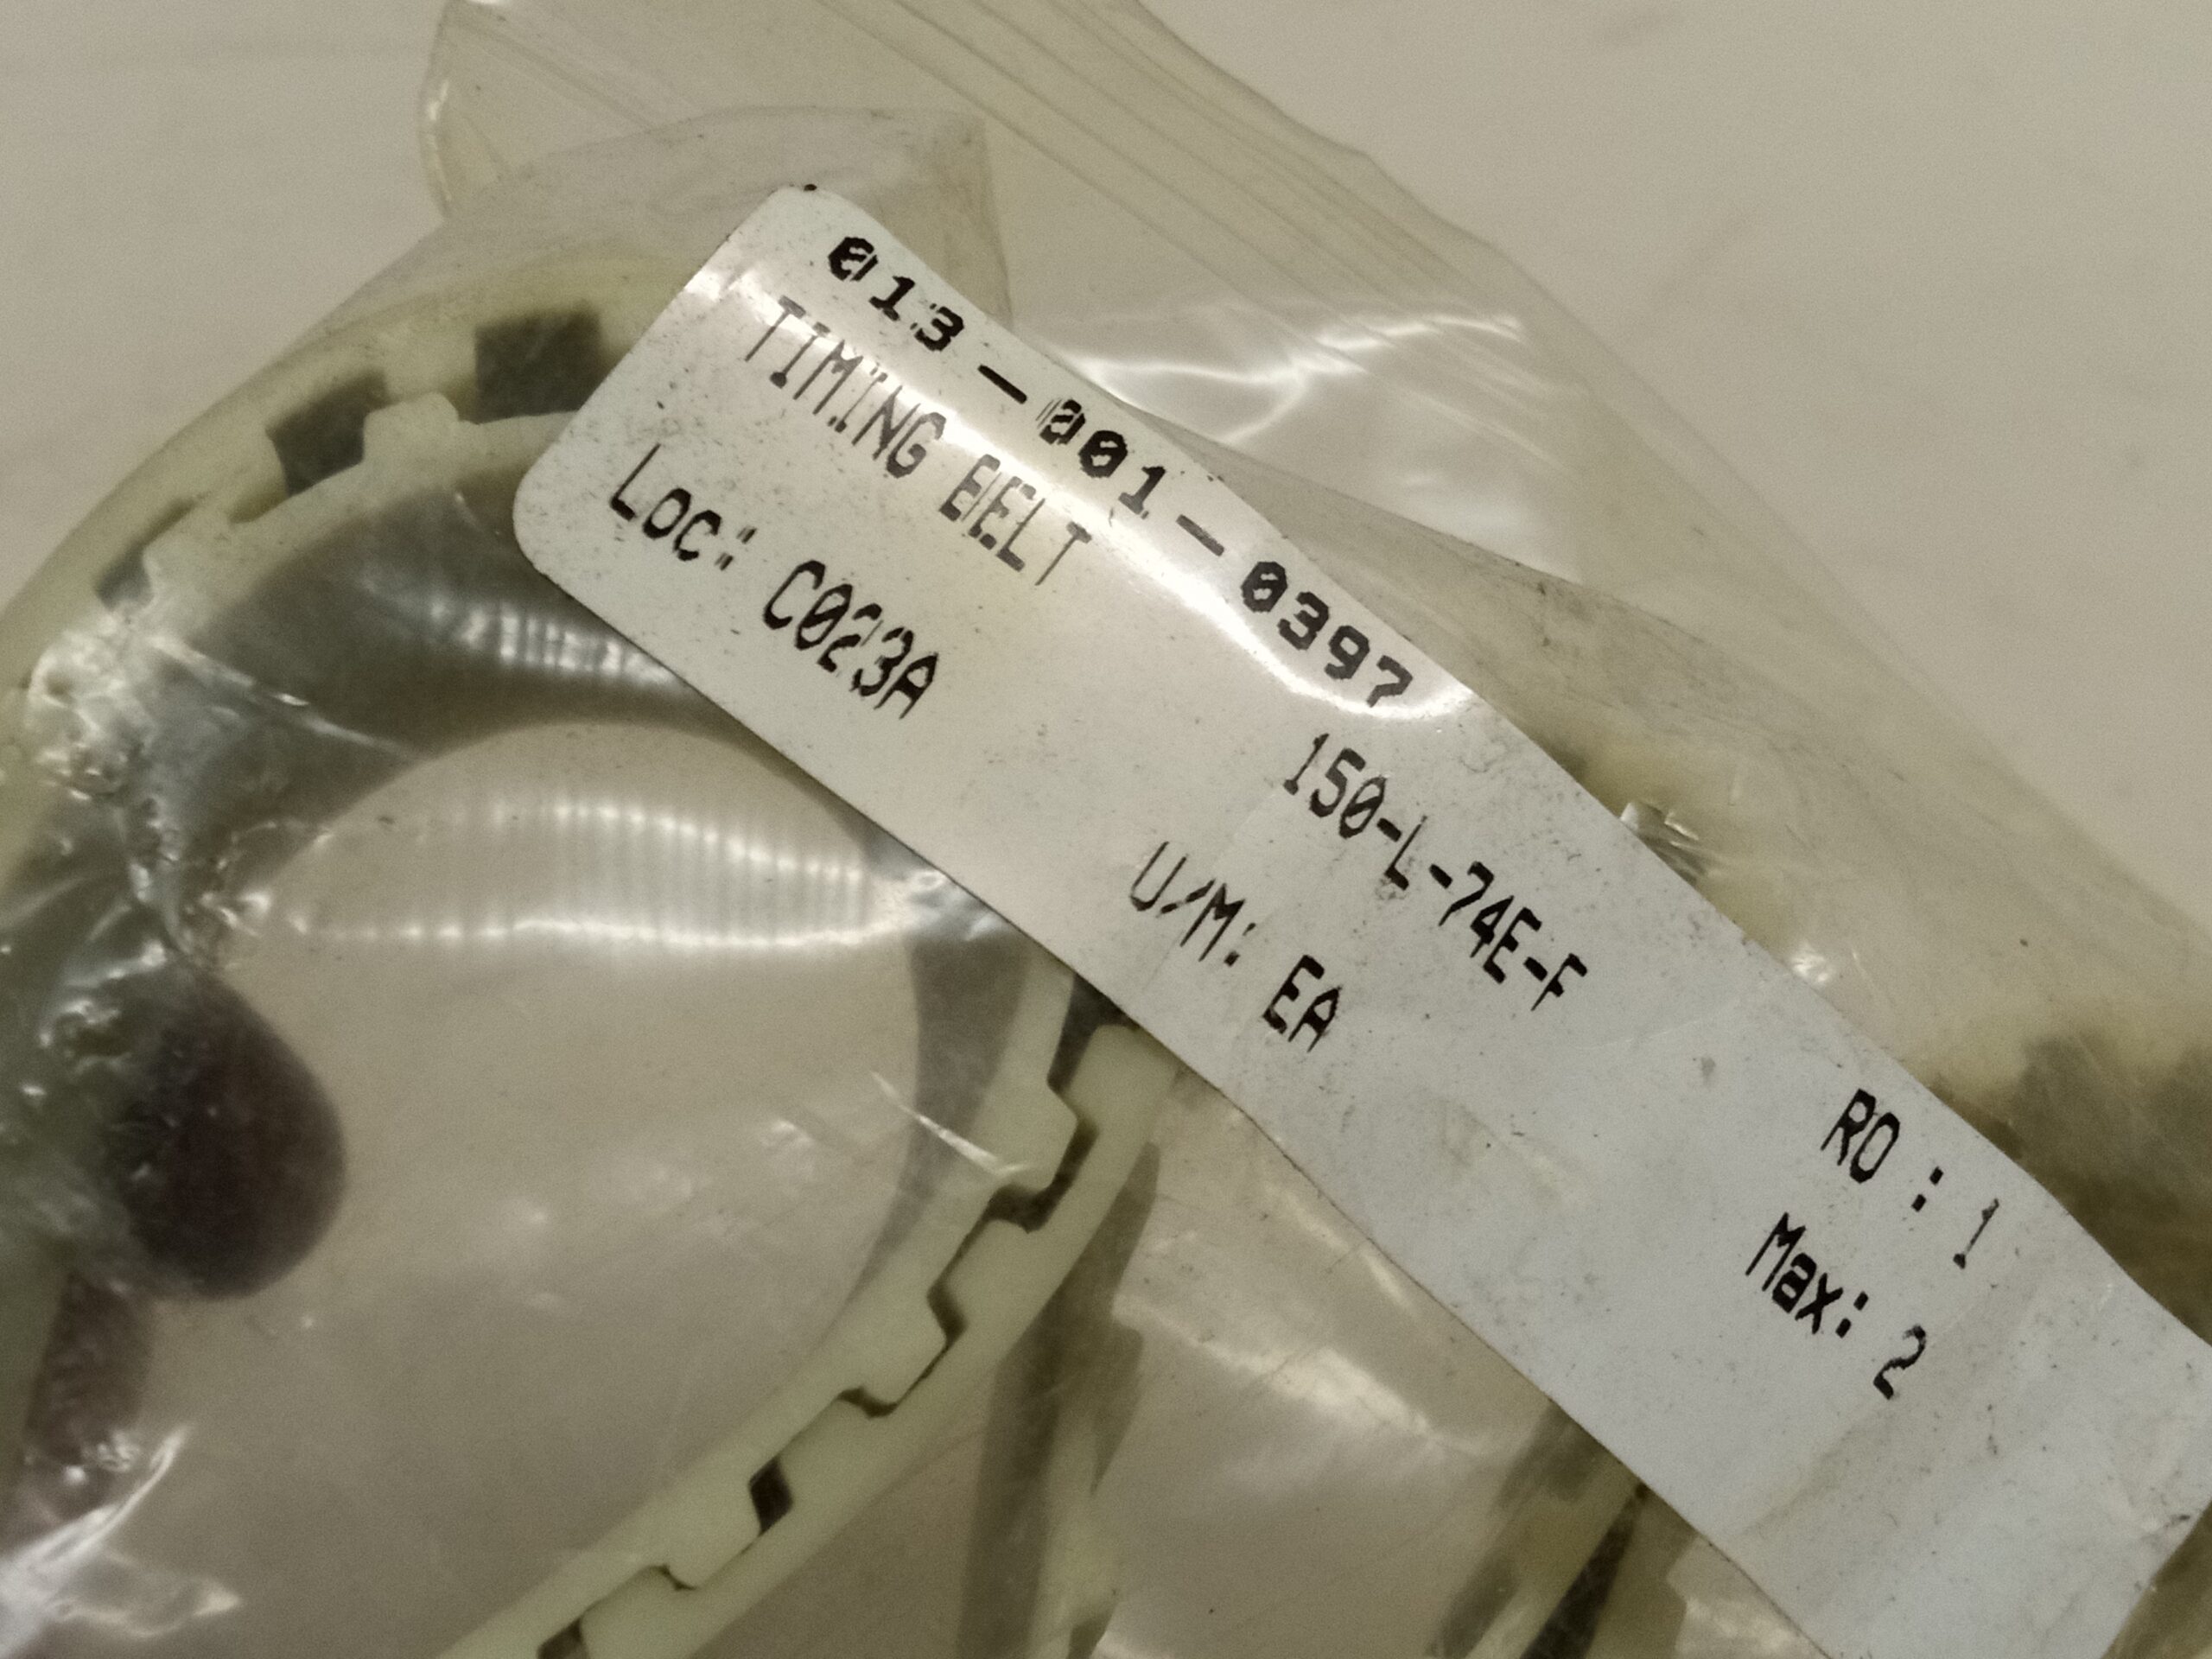 013-001-0397
TIMING BELT 150-L-74E-F RO : 1
Loc: C023A U/M: EA Max: 2